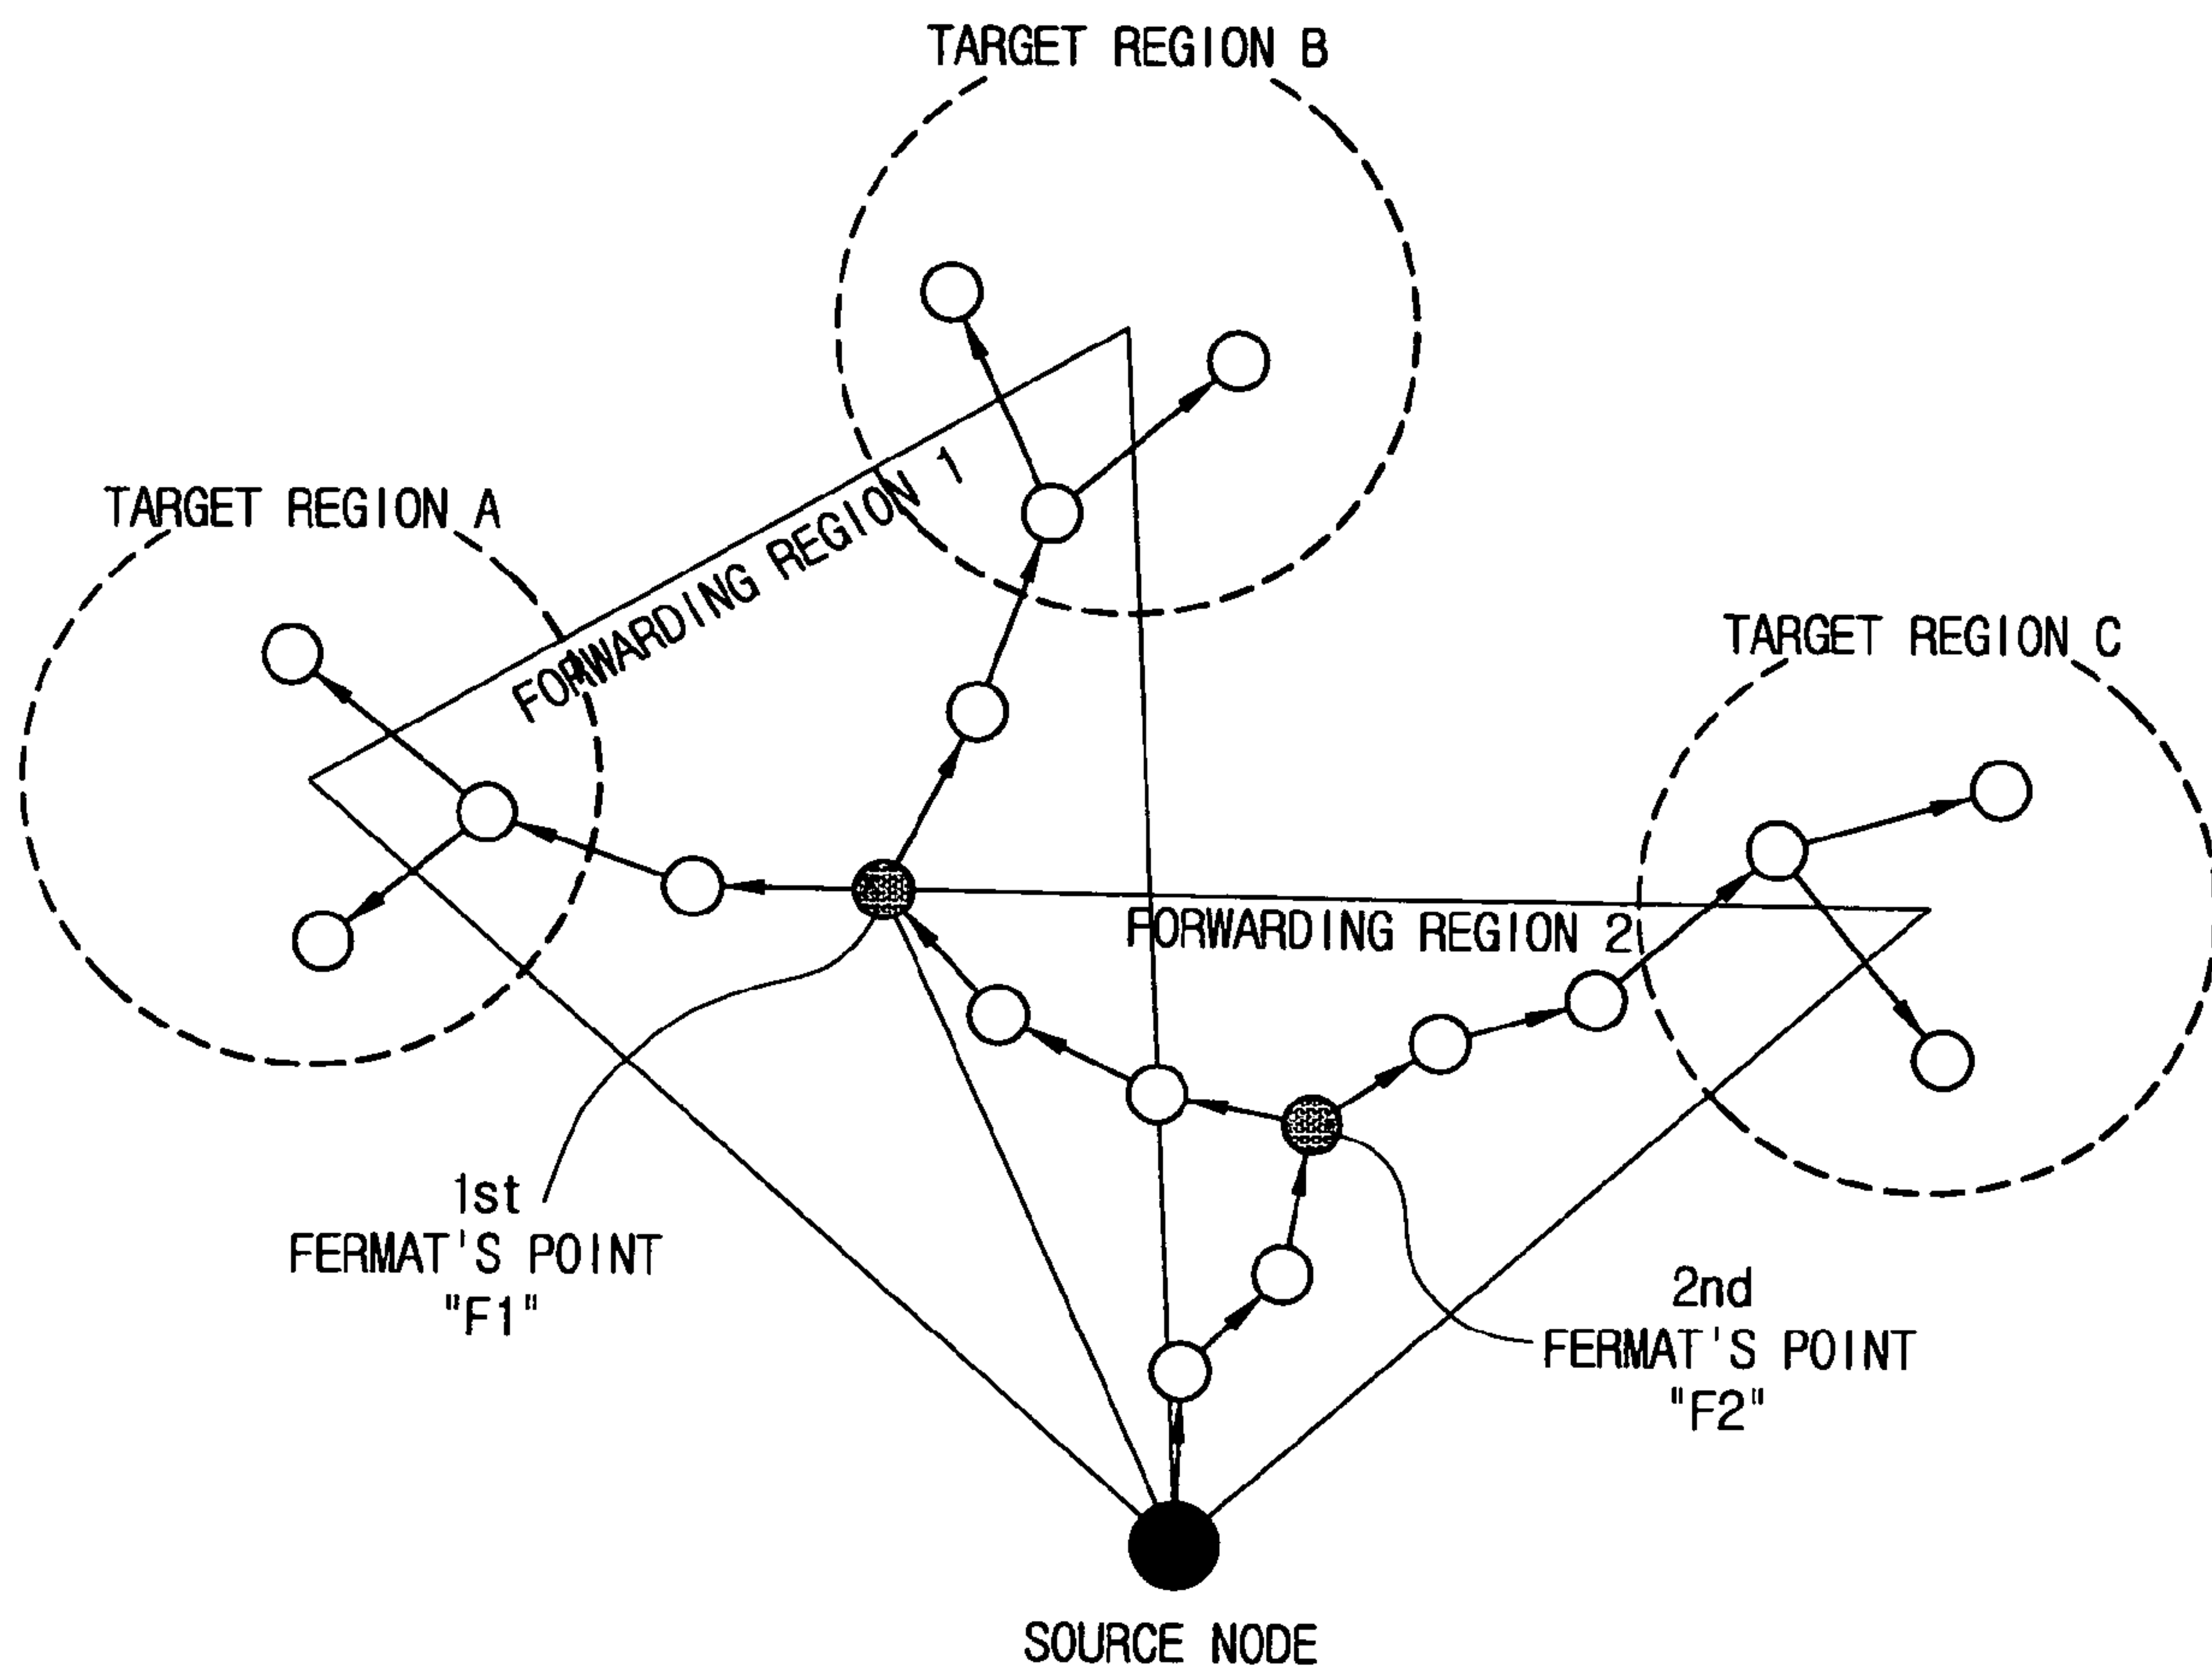 TARGET REGION B
TARGET REGION A
FORWARDING REGION 1
TARGET REGION C
FORWARDING REGION 2
1st
FERMAT'S POINT
"F1"
2nd
FERMAT'S POINT
"F2"
SOURCE NODE